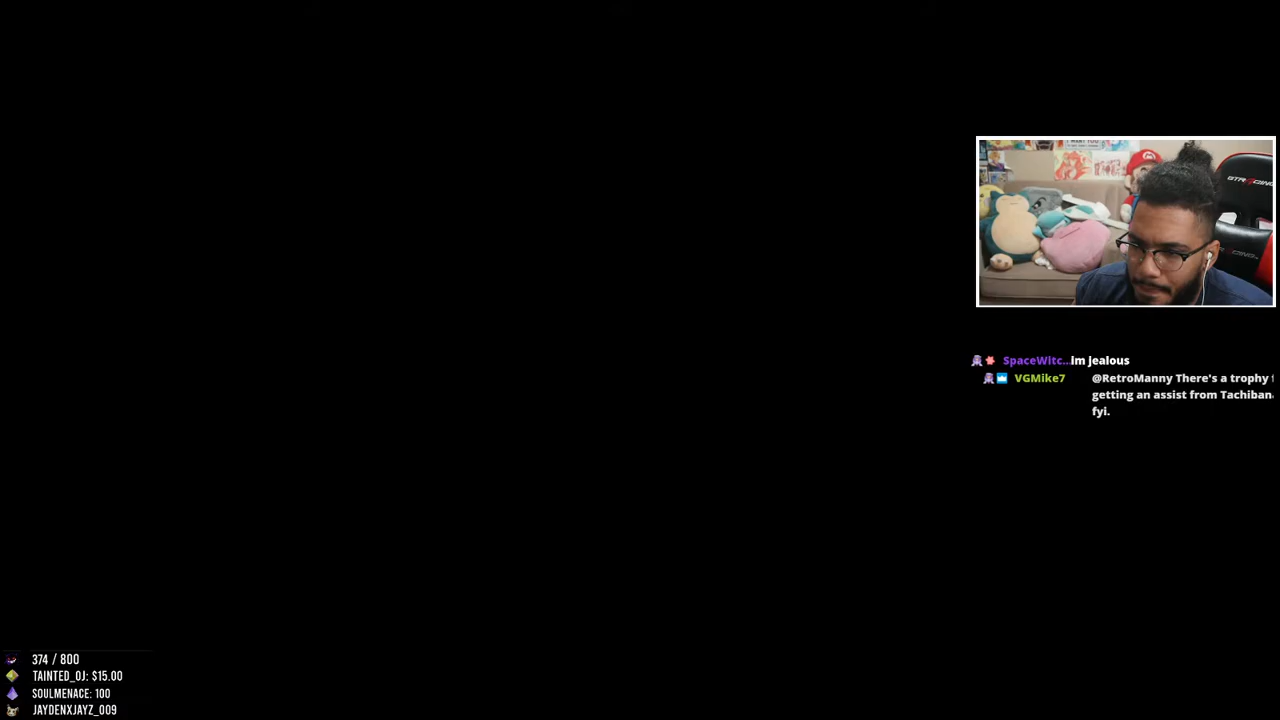 GTRACING
SpaceWitc... im jealous
VGMike7 @RetroManny There's a trophy
getting an assist from Tachiban
fyi.
374 / 800
TAINTED_OJ: $15.00
SOULMENACE: 100
JAYDENXJAYZ_009